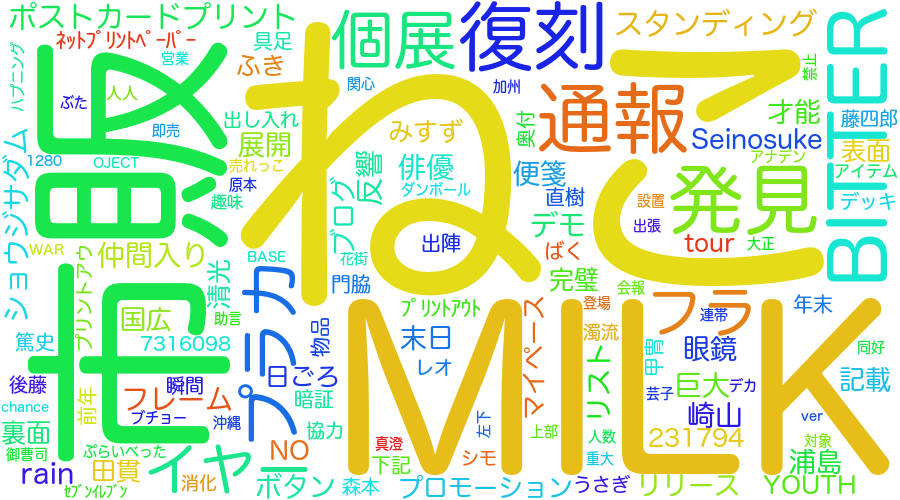 ポストカードプリント
ﾈｯﾄﾌﾟﾘﾝﾄﾍﾟｰﾊﾟｰ
営業
具足
ふき
個展
復刻
スタンディング
BITTER
ハプニング
ぶた
人人
即売
関心
加州
禁止
市販
ねこ
通報
才能
藤四郎
出し入れ
みすず
奥付
Seinosuke
表面
展開
1280
OJECT
売れっこ
原本
趣味
反響
俳優
ダンボール
便箋
発見
アナデン
アイテム
ショウジサダム
ブログ
直樹
設置
デッキ
デモ
出張
WAR
仲間入り
BASE
花街
出陣
ばく
tour
大正
プリントアウ
清光
プラカ
門脇
完璧
会報
国広
助言
物品
ﾌﾟﾘﾝﾄｱｳﾄ
MILK
登場
フラ
連帯
年末
篤史
7316098
末日
マイペース
濁流
甲冑
眼鏡
同好
後藤
瞬間
日ごろ
レオ
リスト
芸子
巨大
デカ
記載
chance
前年
フレーム
暗証
ブチョー
沖縄
崎山
ver
裏面
協力
NO
真澄
左下
上部
人数
231794
対象
御曹司
ぷらいべった
イヤ
下記
シモ
重大
浦島
rain
田貫
消化
ｾﾌﾞﾝｲﾚﾌﾞﾝ
ボタン
森本
プロモーション
うさぎ
リリース
YOUTH